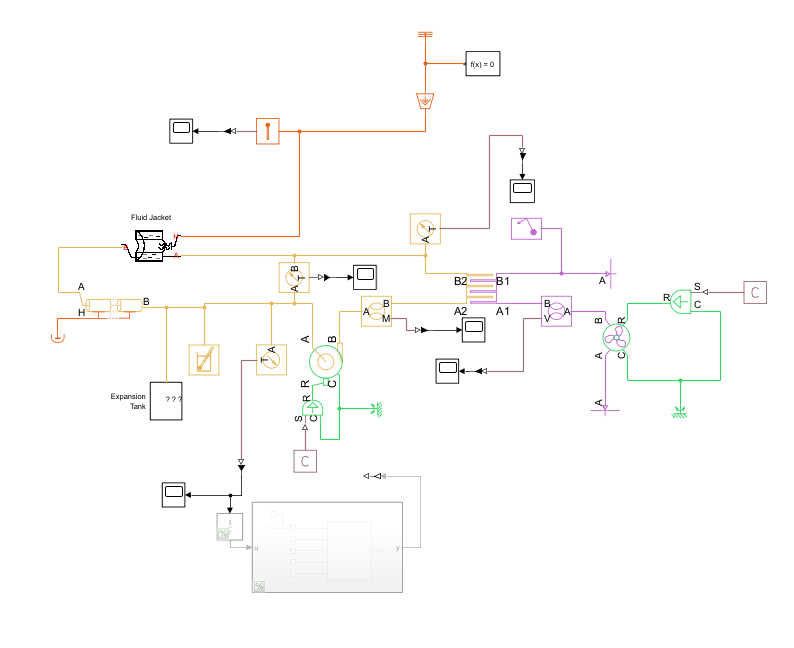 f(x) = 0
Fluid Jacket
H
A
T
A
B
T
A
B2
B1
A2
A1
A
A
B
H
A
B
M
B
V
A
R
S
C
B
R
A
C
A
Expansion
Tank
? ? ?
T
A
A
B
R
C
R
S
C
C
C
u
y